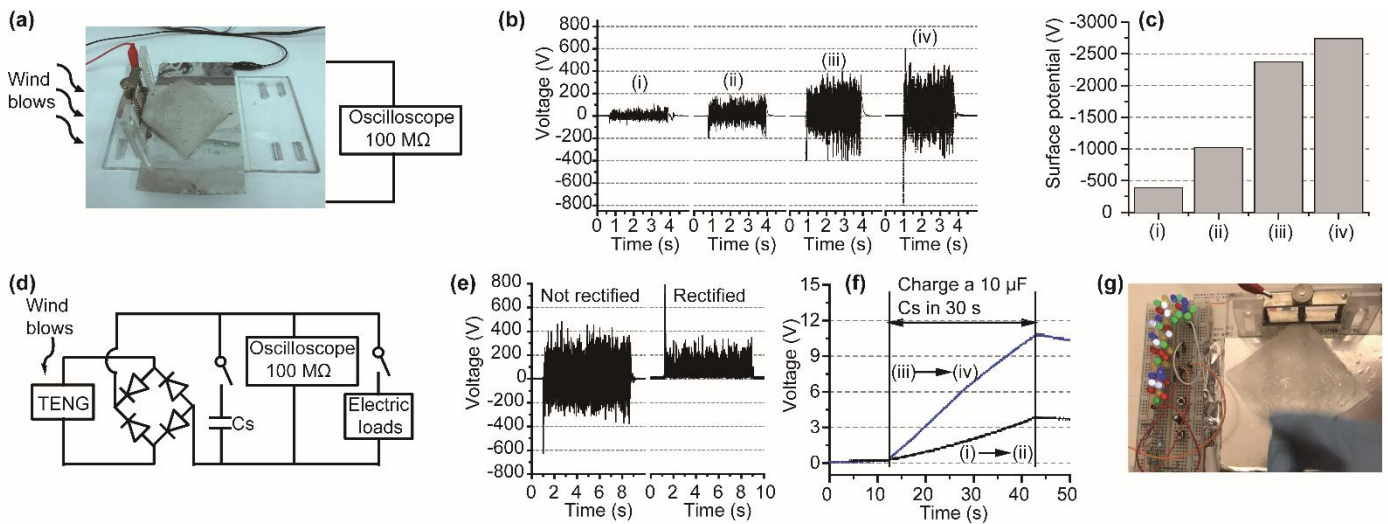 (a)
Wind
blows
Oscilloscope
100 MΩ
(b)
Voltage (V)
800
600
400
200
0
-200
-400
-600
-800
(i)
(ii)
(iii)
(iv)
0 1 2 3 4
0 1 2 3 4
0 1 2 3 4
0 1 2 3 4
Time (s)
Time (s)
Time (s)
Time (s)
(c)
Surface potential (V)
-3000
-2500
-2000
-1500
-1000
-500
0
(i) (ii) (iii) (iv)
(d)
Wind
blows
TENG
Cs
Oscilloscope
100 MΩ
Electric
loads
(e)
Voltage (V)
800
600
400
200
0
-200
-400
-600
-800
Not rectified
Rectified
0 2 4 6 8
0 2 4 6 8 10
Time (s)
Time (s)
(f)
Voltage (V)
15
12
9
6
3
0
Charge a 10 µF
Cs in 30 s
(iii) (iv)
(i) (ii)
0 10 20 30 40 50
Time (s)
(g)